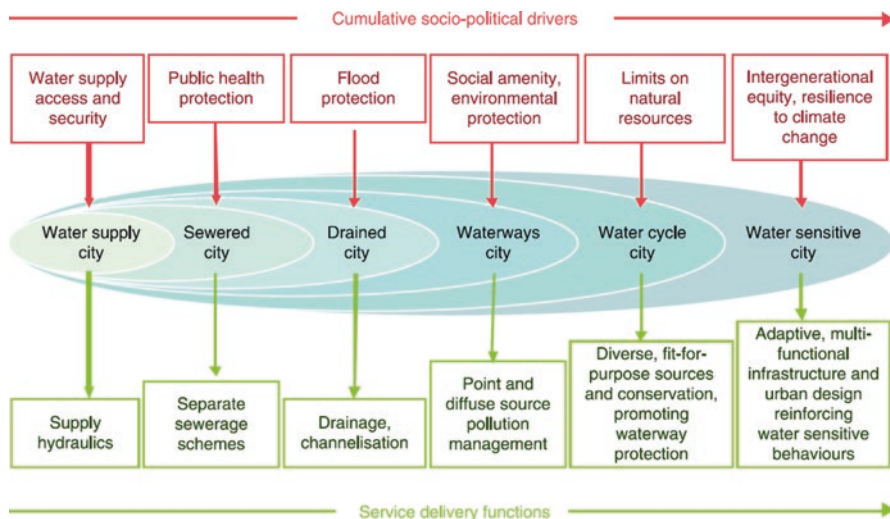 Cumulative socio-political drivers
Water supply
access and
security
Public health
protection
Flood
protection
Social amenity,
environmental
protection
Limits on
natural
resources
Intergenerational
equity, resilience
to climate
change
Water supply
city
Sewered
city
Drained
city
Waterways
city
Water cycle
city
Water sensitive
city
Supply
hydraulics
Separate
sewerage
schemes
Drainage,
channelisation
Point and
diffuse source
pollution
management
Diverse, fit-for-
purpose sources
and conservation,
promoting
waterway
protection
Adaptive, multi-
functional
infrastructure and
urban design
reinforcing
water sensitive
behaviours
Service delivery functions